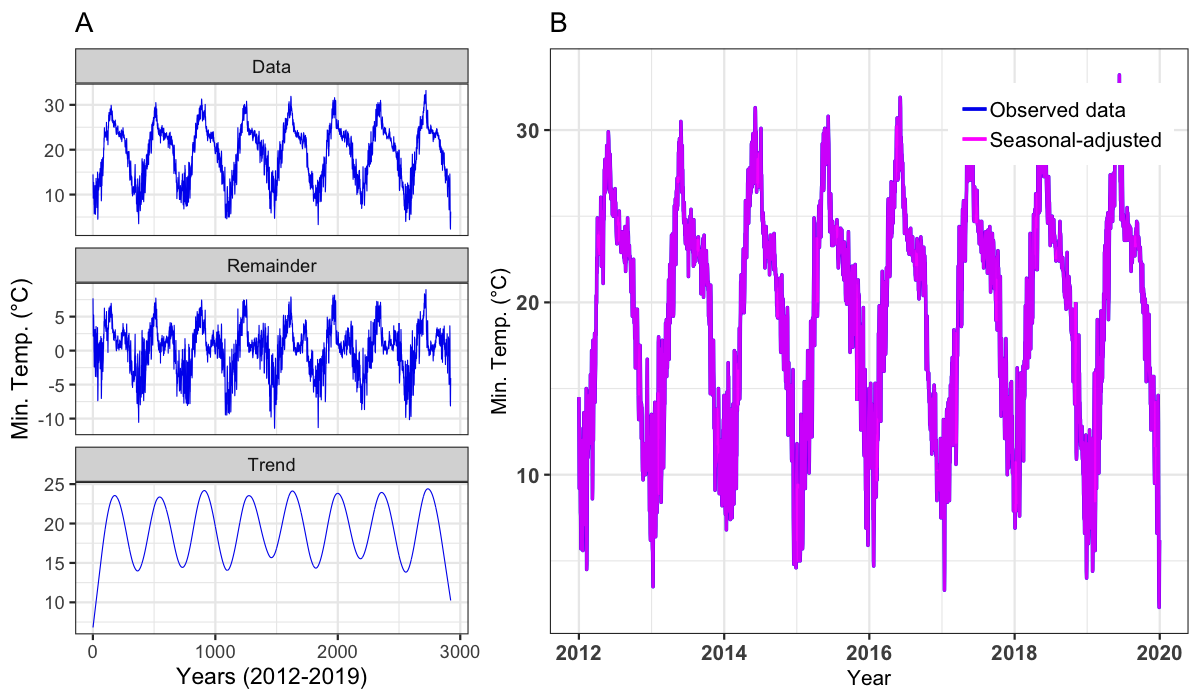 A
Data
30
20
10
Remainder
5
0
-5
-10
Trend
25
20
15
10
0
1000
2000
3000
Min. Temp. (°C)
Years (2012-2019)
B
Observed data
Seasonal-adjusted
30
20
10
Min. Temp. (°C)
2012
2014
2016
2018
2020
Year